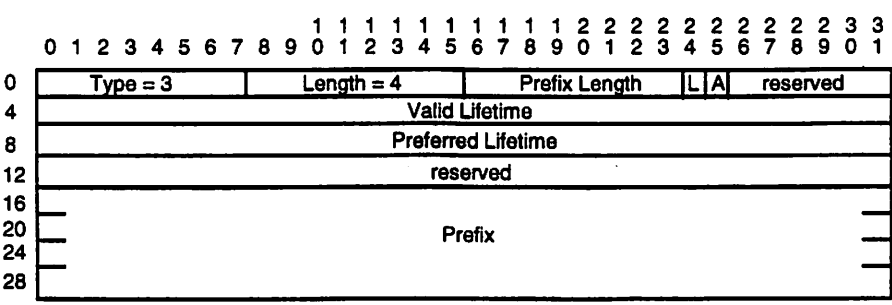 1 1 1 1 1 1 1 1 1 1 2 2 2 2 2 2 2 2 2 2 3 3
0 1 2 3 4 5 6 7 8 9 0 1 2 3 4 5 6 7 8 9 0 1 2 3 4 5 6 7 8 9 0 1
0 Type = 3 Length = 4 Prefix Length L A reserved
4 Valid Lifetime
8 Preferred Lifetime
12 reserved
16
20 Prefix
24
28